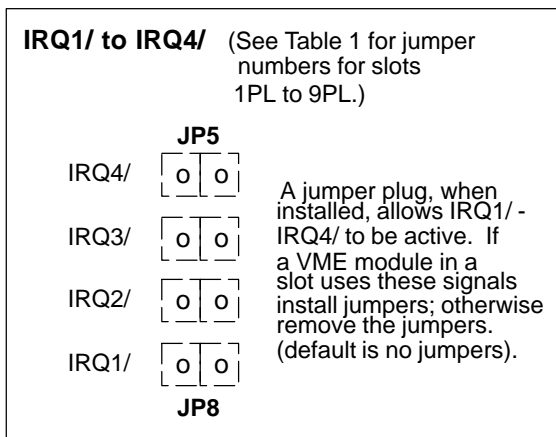 IRQ1/ to IRQ4/ (See Table 1 for jumper
numbers for slots
1PL to 9PL.)
JP5
IRQ4/ o o
IRQ3/ o o
IRQ2/ o o
IRQ1/ o o
JP8
A jumper plug, when
installed, allows IRQ1/ -
IRQ4/ to be active. If
a VME module in a
slot uses these signals
install jumpers; otherwise
remove the jumpers.
(default is no jumpers).